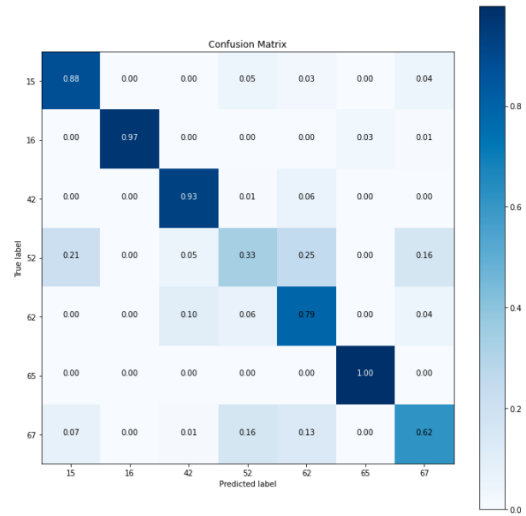 Confusion Matrix
15 0.88 0.00 0.00 0.05 0.03 0.00 0.04
16 0.00 0.97 0.00 0.00 0.00 0.03 0.01
42 0.00 0.00 0.93 0.01 0.06 0.00 0.00
52 0.21 0.00 0.05 0.33 0.25 0.00 0.16
62 0.00 0.00 0.10 0.06 0.79 0.00 0.04
65 0.00 0.00 0.00 0.00 0.00 1.00 0.00
67 0.07 0.00 0.01 0.16 0.13 0.00 0.62
15 16 42 52 62 65 67
True label
Predicted label
0.8
0.6
0.4
0.2
0.0